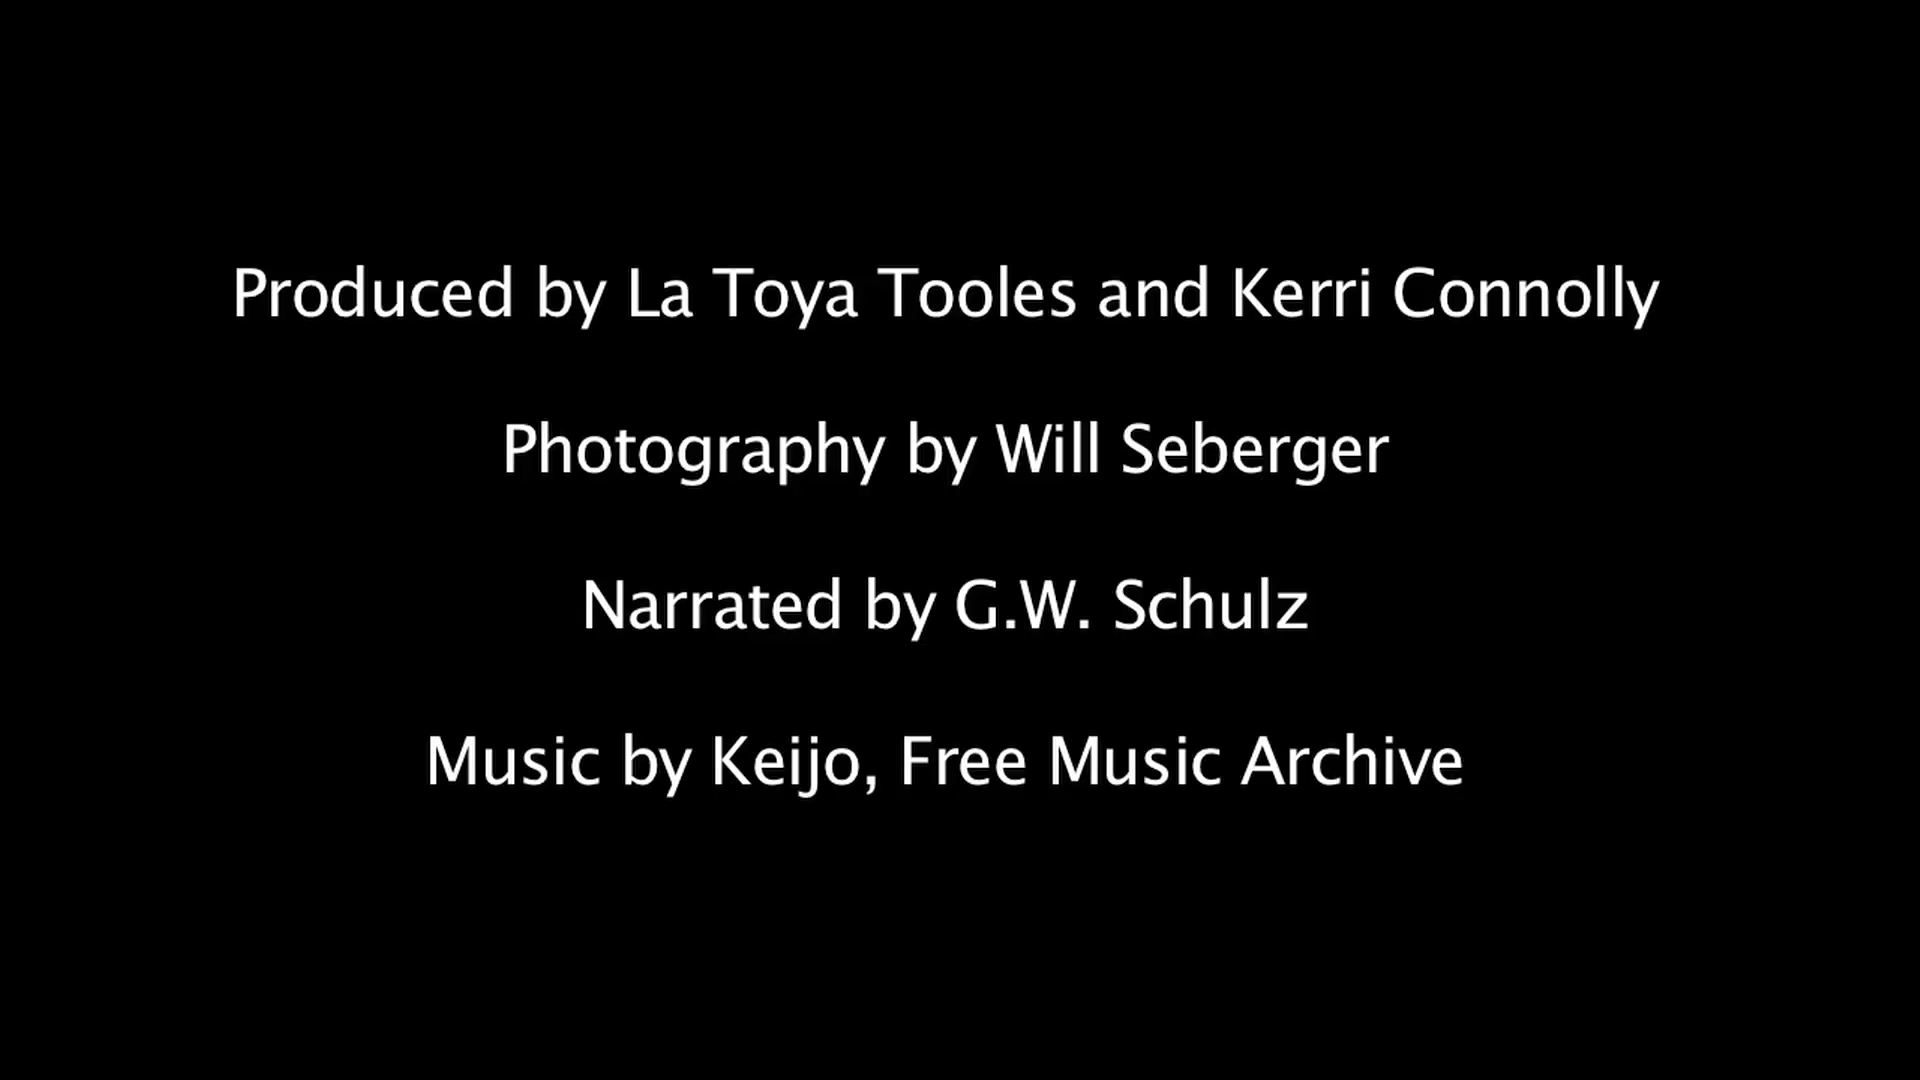 Produced by La Toya Tooles and Kerri Connolly
Photography by Will Seberger
Narrated by G.W. Schulz
Music by Keijo, Free Music Archive